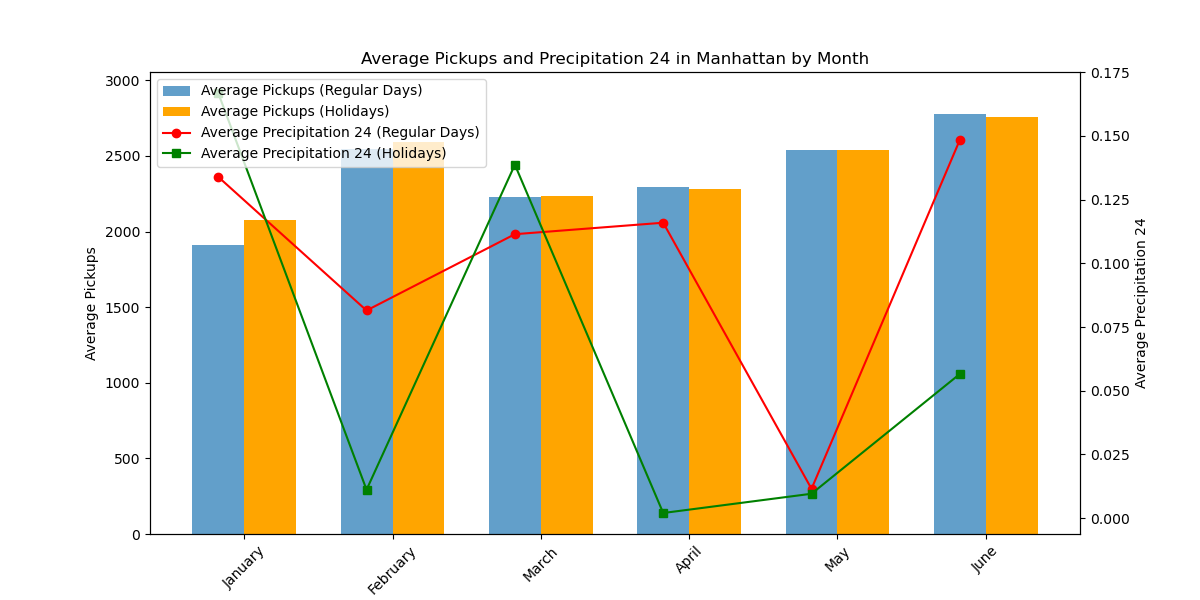 Average Pickups and Precipitation 24 in Manhattan by Month
Average Pickups (Regular Days)
Average Pickups (Holidays)
Average Precipitation 24 (Regular Days)
Average Precipitation 24 (Holidays)
Average Pickups
3000
2500
2000
1500
1000
500
0
0.175
0.150
0.125
0.100
0.075
0.050
0.025
0.000
Average Precipitation 24
January
February
March
April
May
June